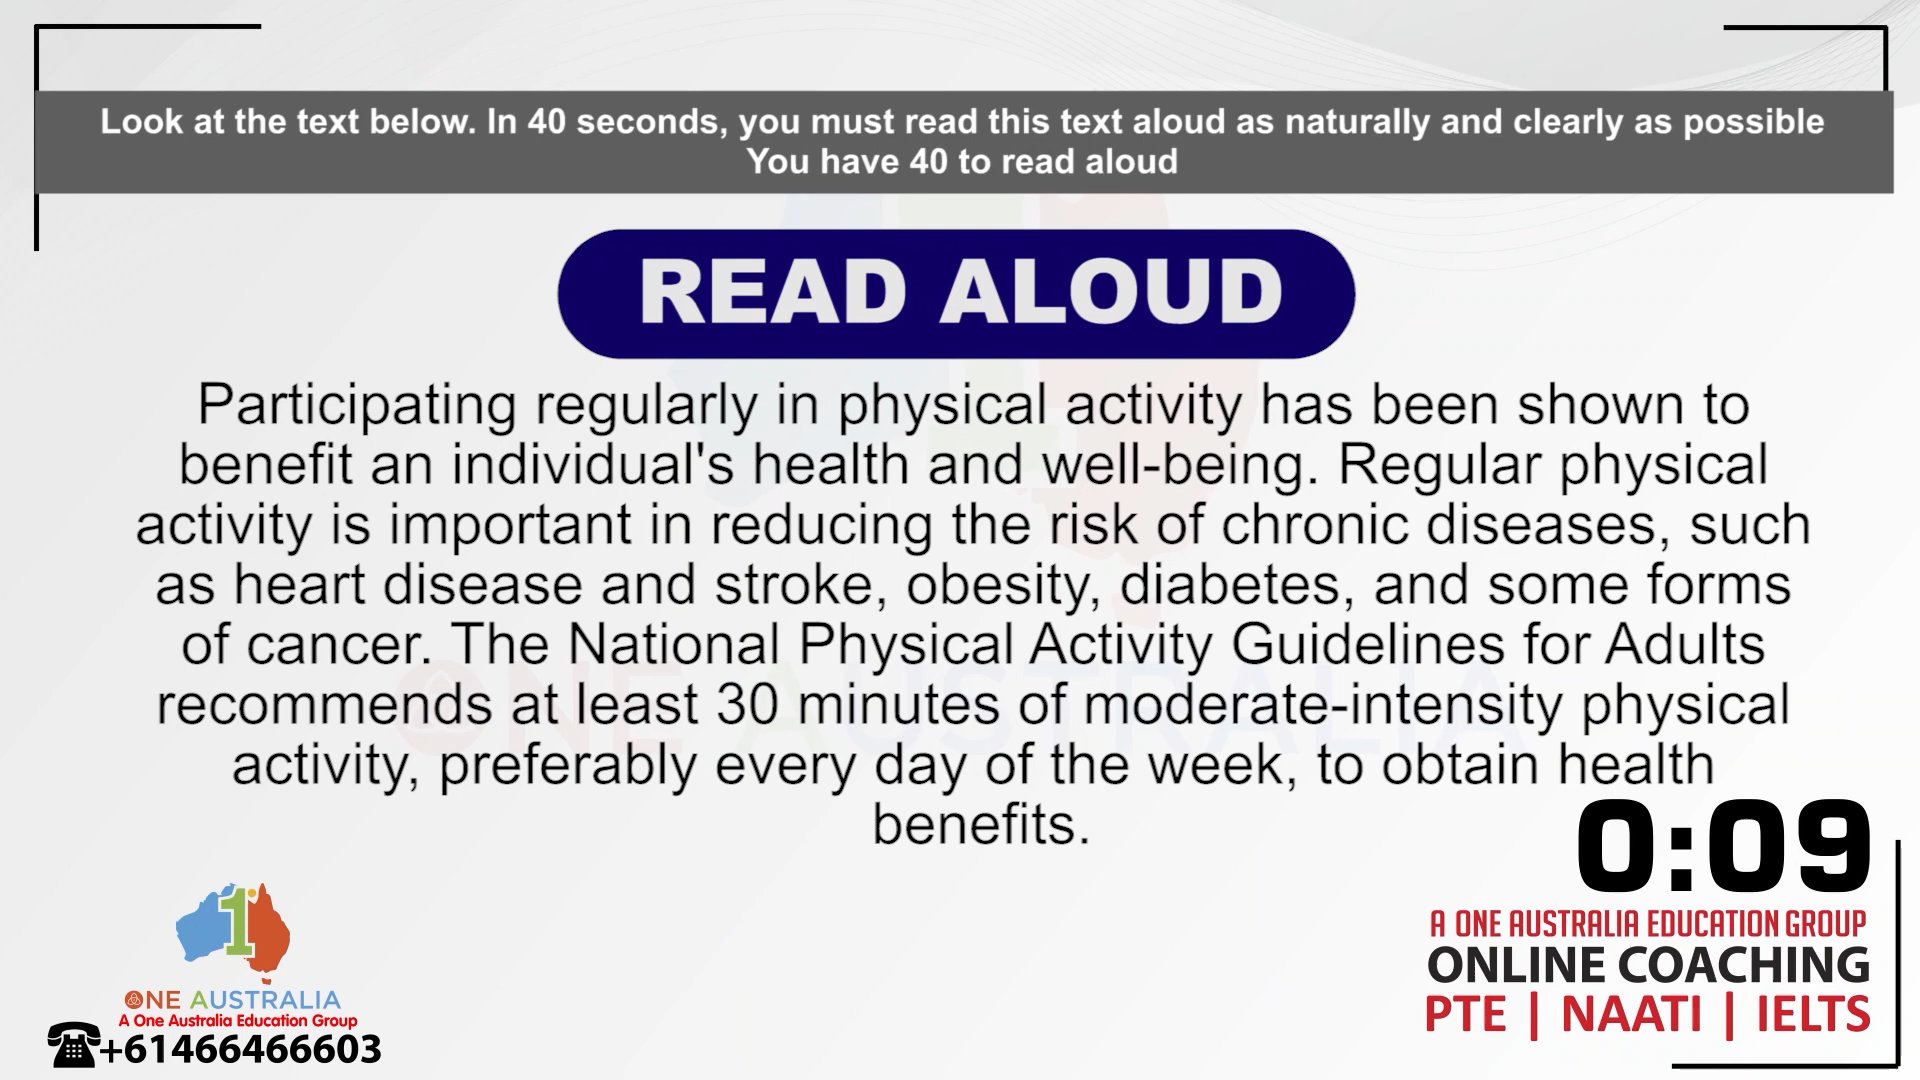 Look at the text below. In 40 seconds, you must read this text aloud as naturally and clearly as possible
You have 40 to read aloud
READ ALOUD
Participating regularly in physical activity has been shown to
benefit an individual's health and well-being. Regular physical
activity is important in reducing the risk of chronic diseases, such
as heart disease and stroke, obesity, diabetes, and some forms
of cancer. The National Physical Activity Guidelines for Adults
recommends at least 30 minutes of moderate-intensity physical
activity, preferably every day of the week, to obtain health
benefits.
0:09
A ONE AUSTRALIA EDUCATION GROUP
ONLINE COACHING
PTE | NAATI | IELTS
1
ONE AUSTRALIA
A One Australia Education Group
+61466466603
ONE AUSTRALIA